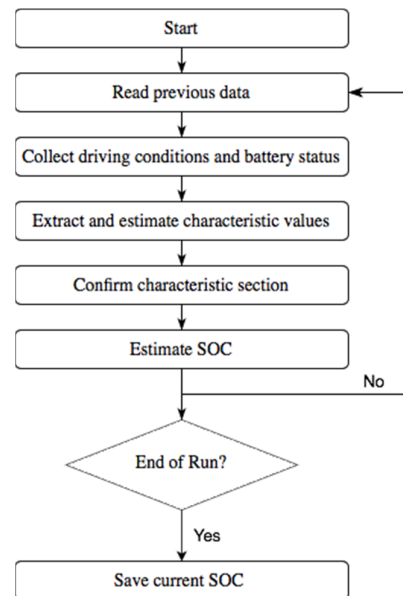 Start
Read previous data
Collect driving conditions and battery status
Extract and estimate characteristic values
Confirm characteristic section
Estimate SOC
No
End of Run?
Yes
Save current SOC